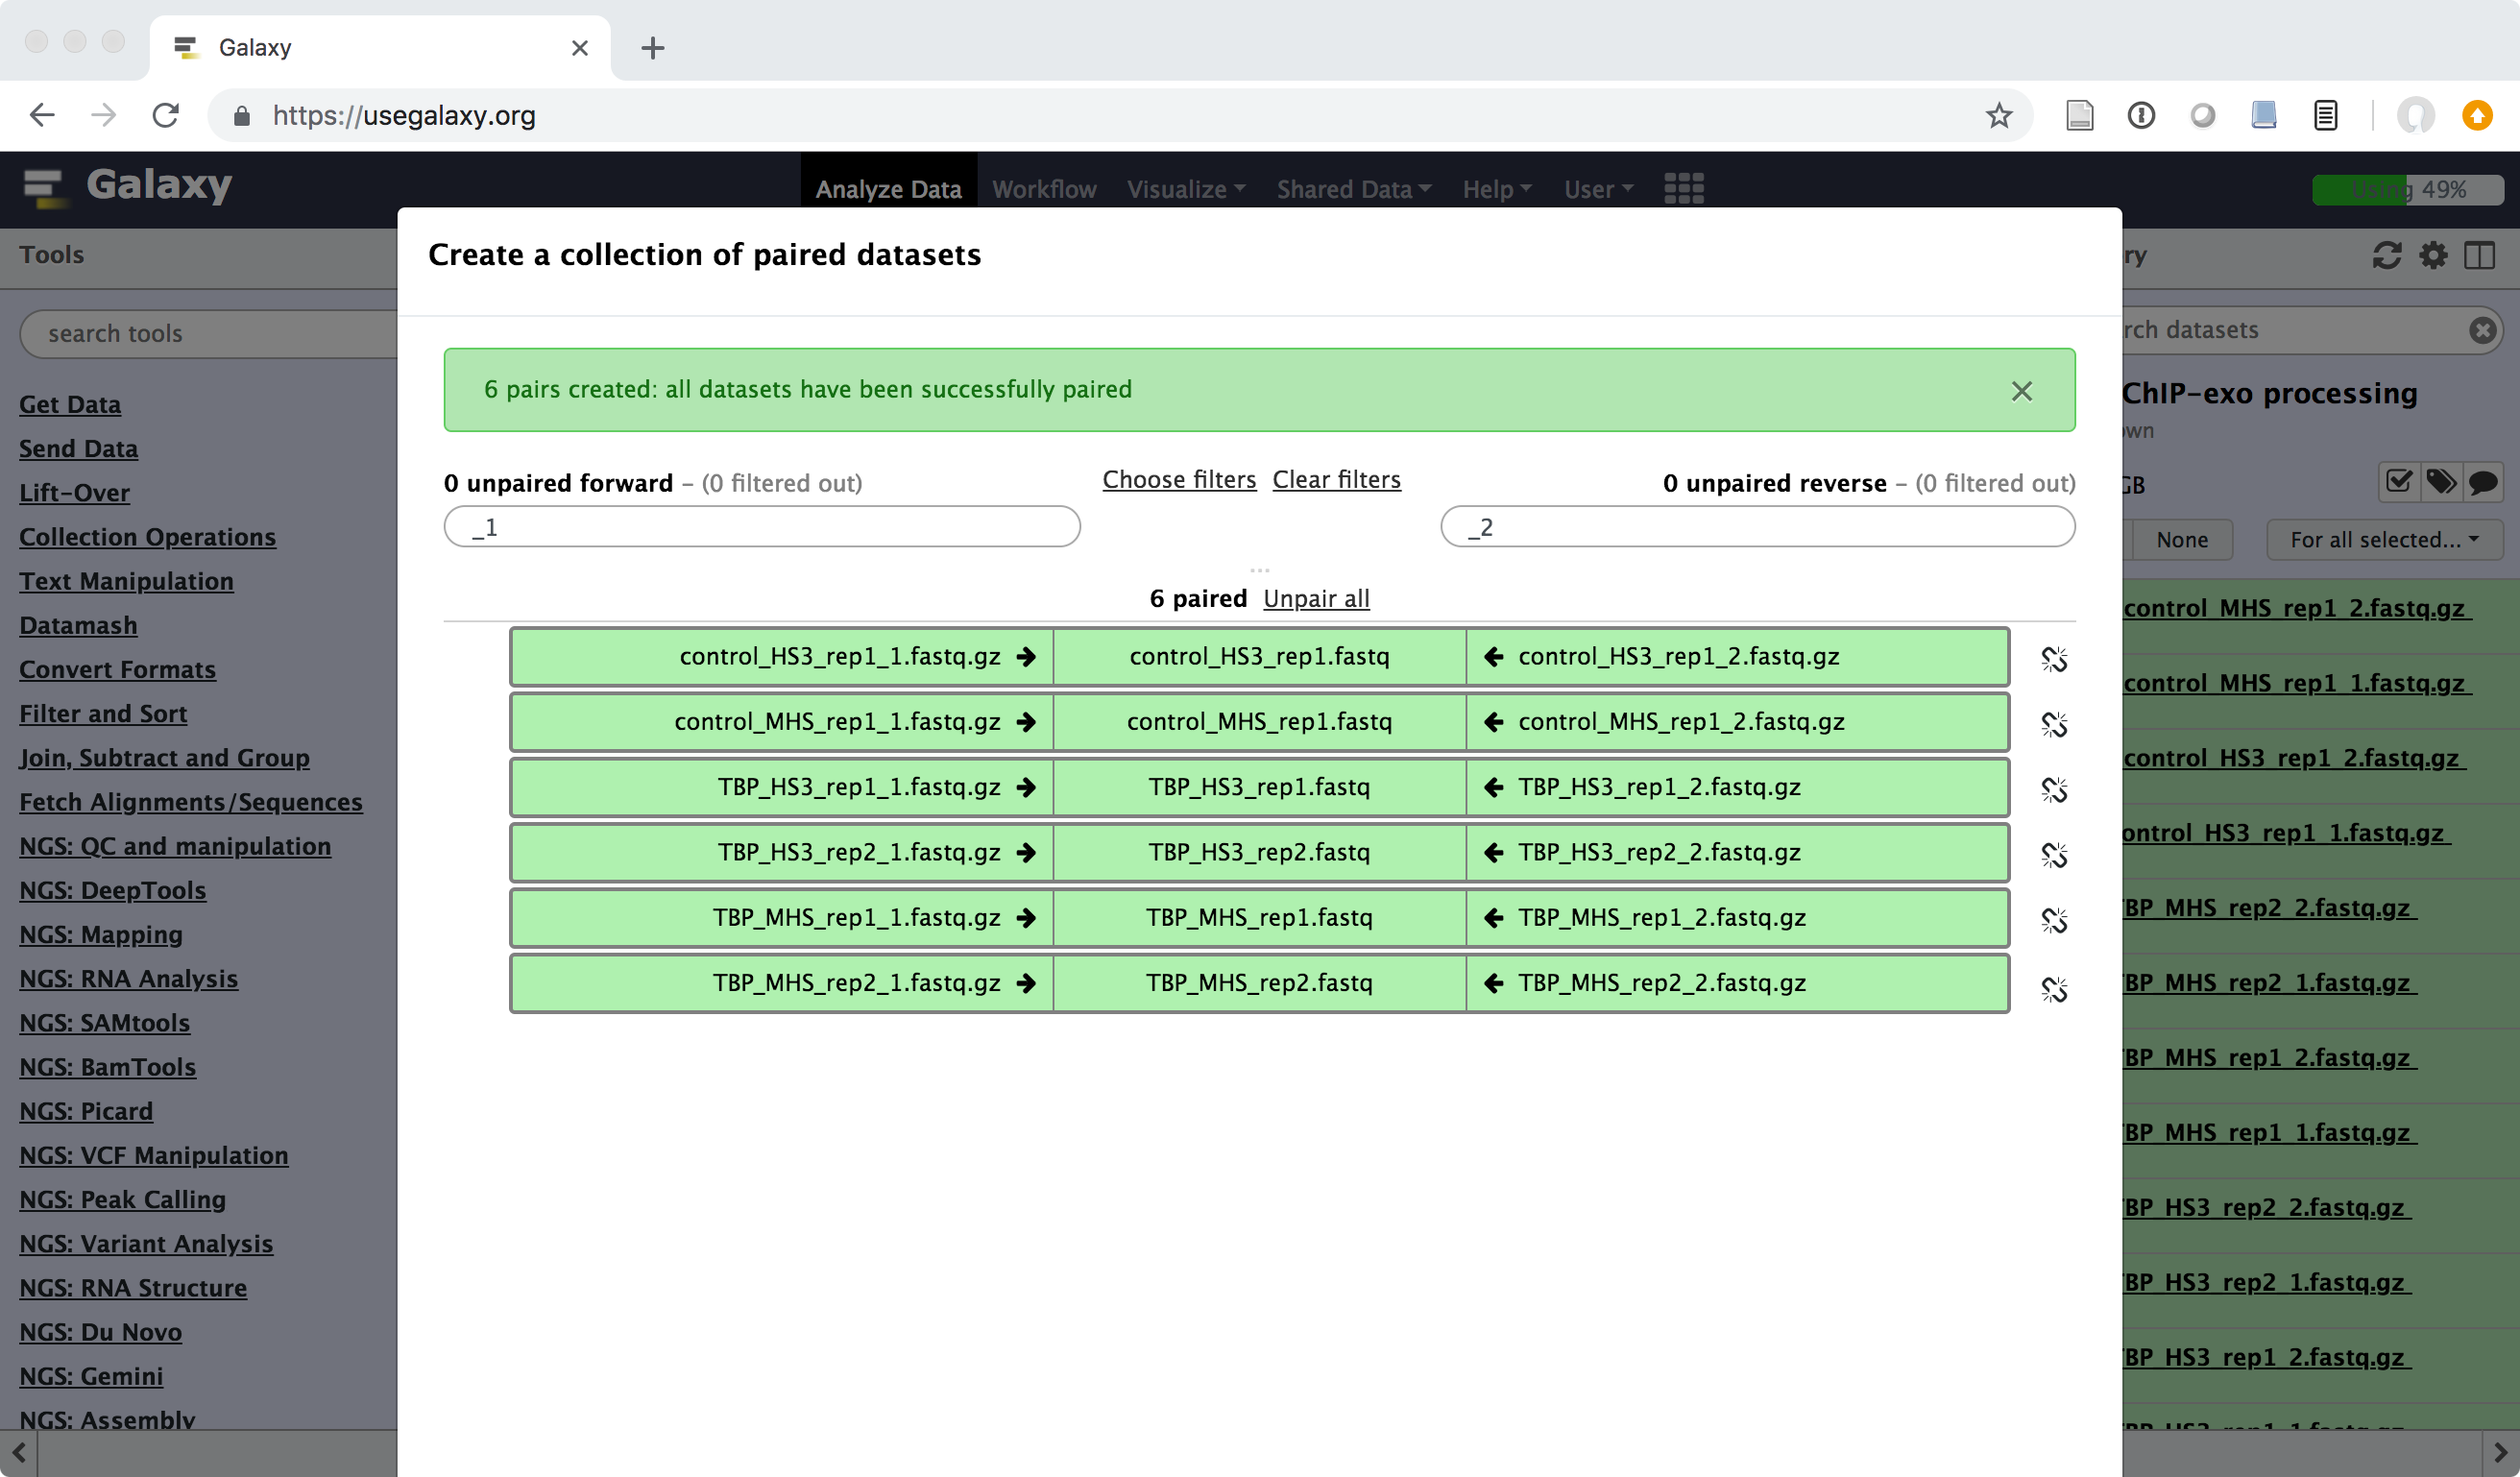 Galaxy
https://usegalaxy.org
Galaxy
Analyze Data Workflow Visualize Shared Data Help User
Using 49%
Tools
search tools
Get Data
Send Data
Lift-Over
Collection Operations
Text Manipulation
Datamash
Convert Formats
Filter and Sort
Join, Subtract and Group
Fetch Alignments/Sequences
NGS: QC and manipulation
NGS: DeepTools
NGS: Mapping
NGS: RNA Analysis
NGS: SAMtools
NGS: BamTools
NGS: Picard
NGS: VCF Manipulation
NGS: Peak Calling
NGS: Variant Analysis
NGS: RNA Structure
NGS: Du Novo
NGS: Gemini
NGS: Assembly
Create a collection of paired datasets
6 pairs created: all datasets have been successfully paired
0 unpaired forward - (0 filtered out) Choose filters Clear filters 0 unpaired reverse - (0 filtered out)
_1 _2
6 paired Unpair all
control_HS3_rep1_1.fastq.gz control_HS3_rep1.fastq control_HS3_rep1_2.fastq.gz
control_MHS_rep1_1.fastq.gz control_MHS_rep1.fastq control_MHS_rep1_2.fastq.gz
TBP_HS3_rep1_1.fastq.gz TBP_HS3_rep1.fastq TBP_HS3_rep1_2.fastq.gz
TBP_HS3_rep2_1.fastq.gz TBP_HS3_rep2.fastq TBP_HS3_rep2_2.fastq.gz
TBP_MHS_rep1_1.fastq.gz TBP_MHS_rep1.fastq TBP_MHS_rep1_2.fastq.gz
TBP_MHS_rep2_1.fastq.gz TBP_MHS_rep2.fastq TBP_MHS_rep2_2.fastq.gz
ry
rch datasets
ChIP-exo processing
own
GB
None For all selected...
control_MHS_rep1_2.fastq.gz
control_MHS_rep1_1.fastq.gz
control_HS3_rep1_2.fastq.gz
ontrol_HS3_rep1_1.fastq.gz
BP_MHS_rep2_2.fastq.gz
BP_MHS_rep2_1.fastq.gz
BP_MHS_rep1_2.fastq.gz
BP_MHS_rep1_1.fastq.gz
BP_HS3_rep2_2.fastq.gz
BP_HS3_rep2_1.fastq.gz
BP_HS3_rep1_2.fastq.gz